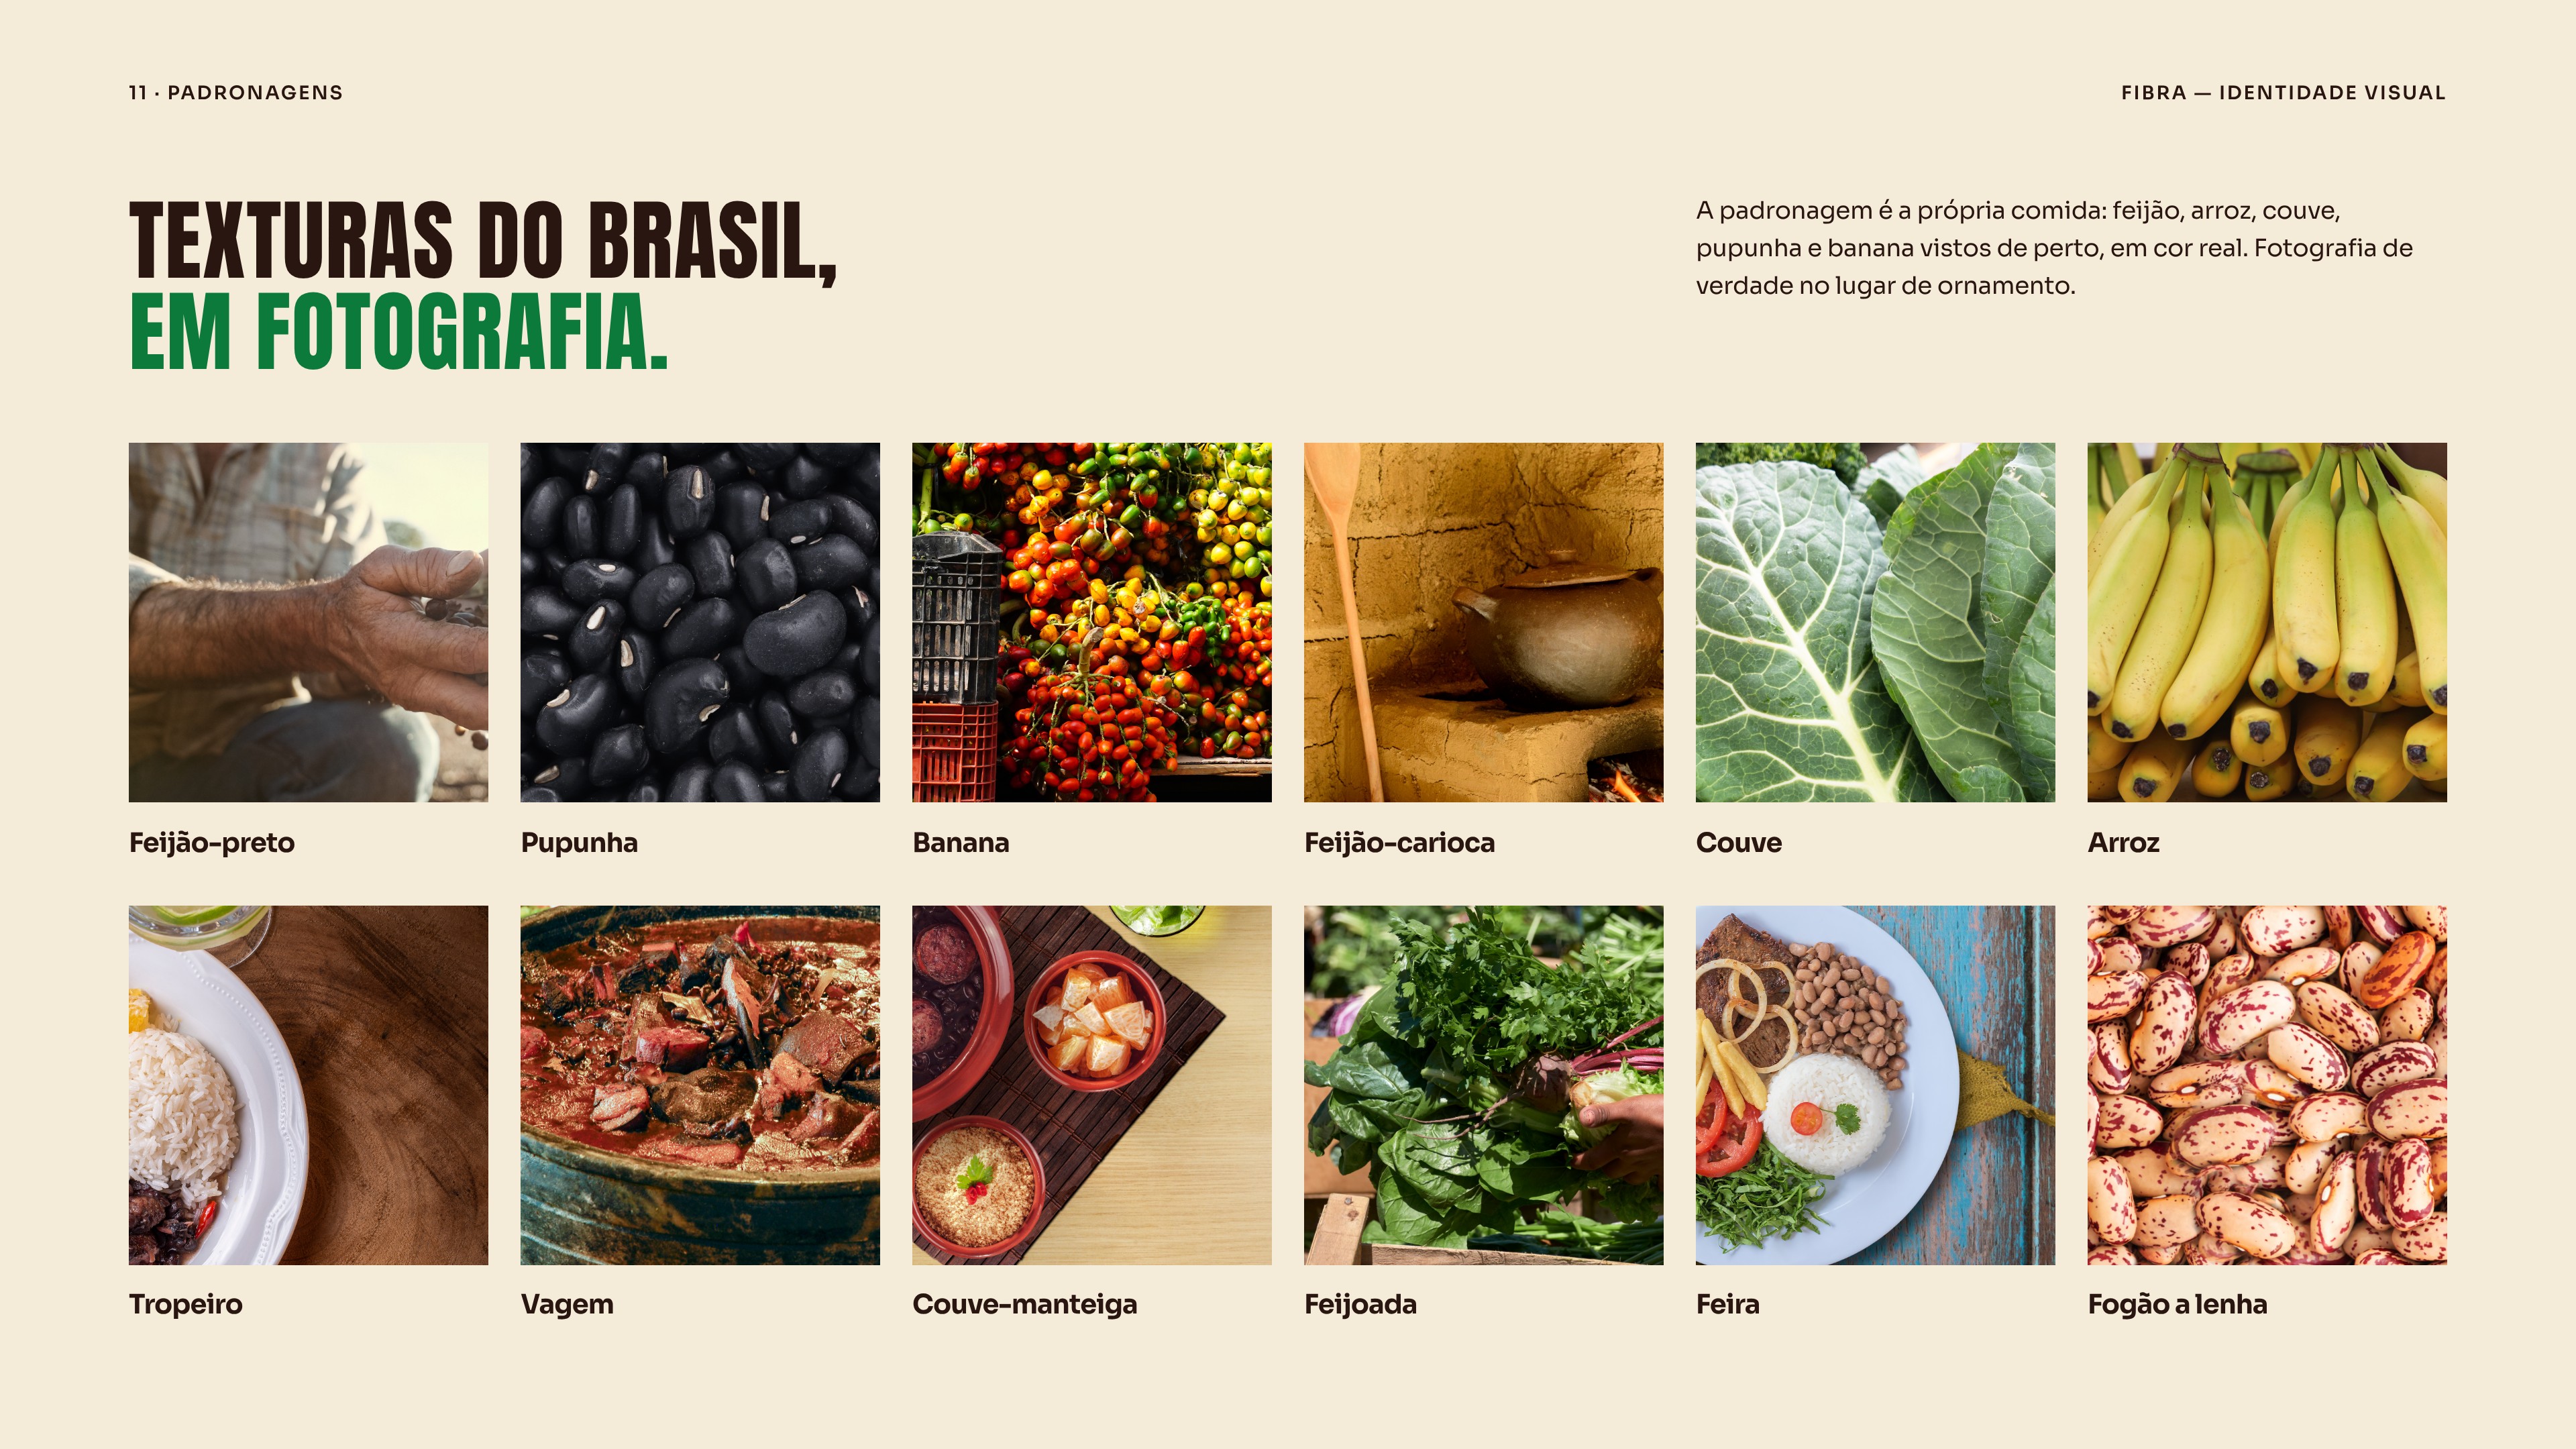 11 · PADRONAGENS
FIBRA — IDENTIDADE VISUAL
TEXTURAS DO BRASIL,
EM FOTOGRAFIA.
A padronagem é a própria comida: feijão, arroz, couve,
pupunha e banana vistos de perto, em cor real. Fotografia de
verdade no lugar de ornamento.
Feijão-preto
Pupunha
Banana
Feijão-carioca
Couve
Arroz
Tropeiro
Vagem
Couve-manteiga
Feijoada
Feira
Fogão a lenha